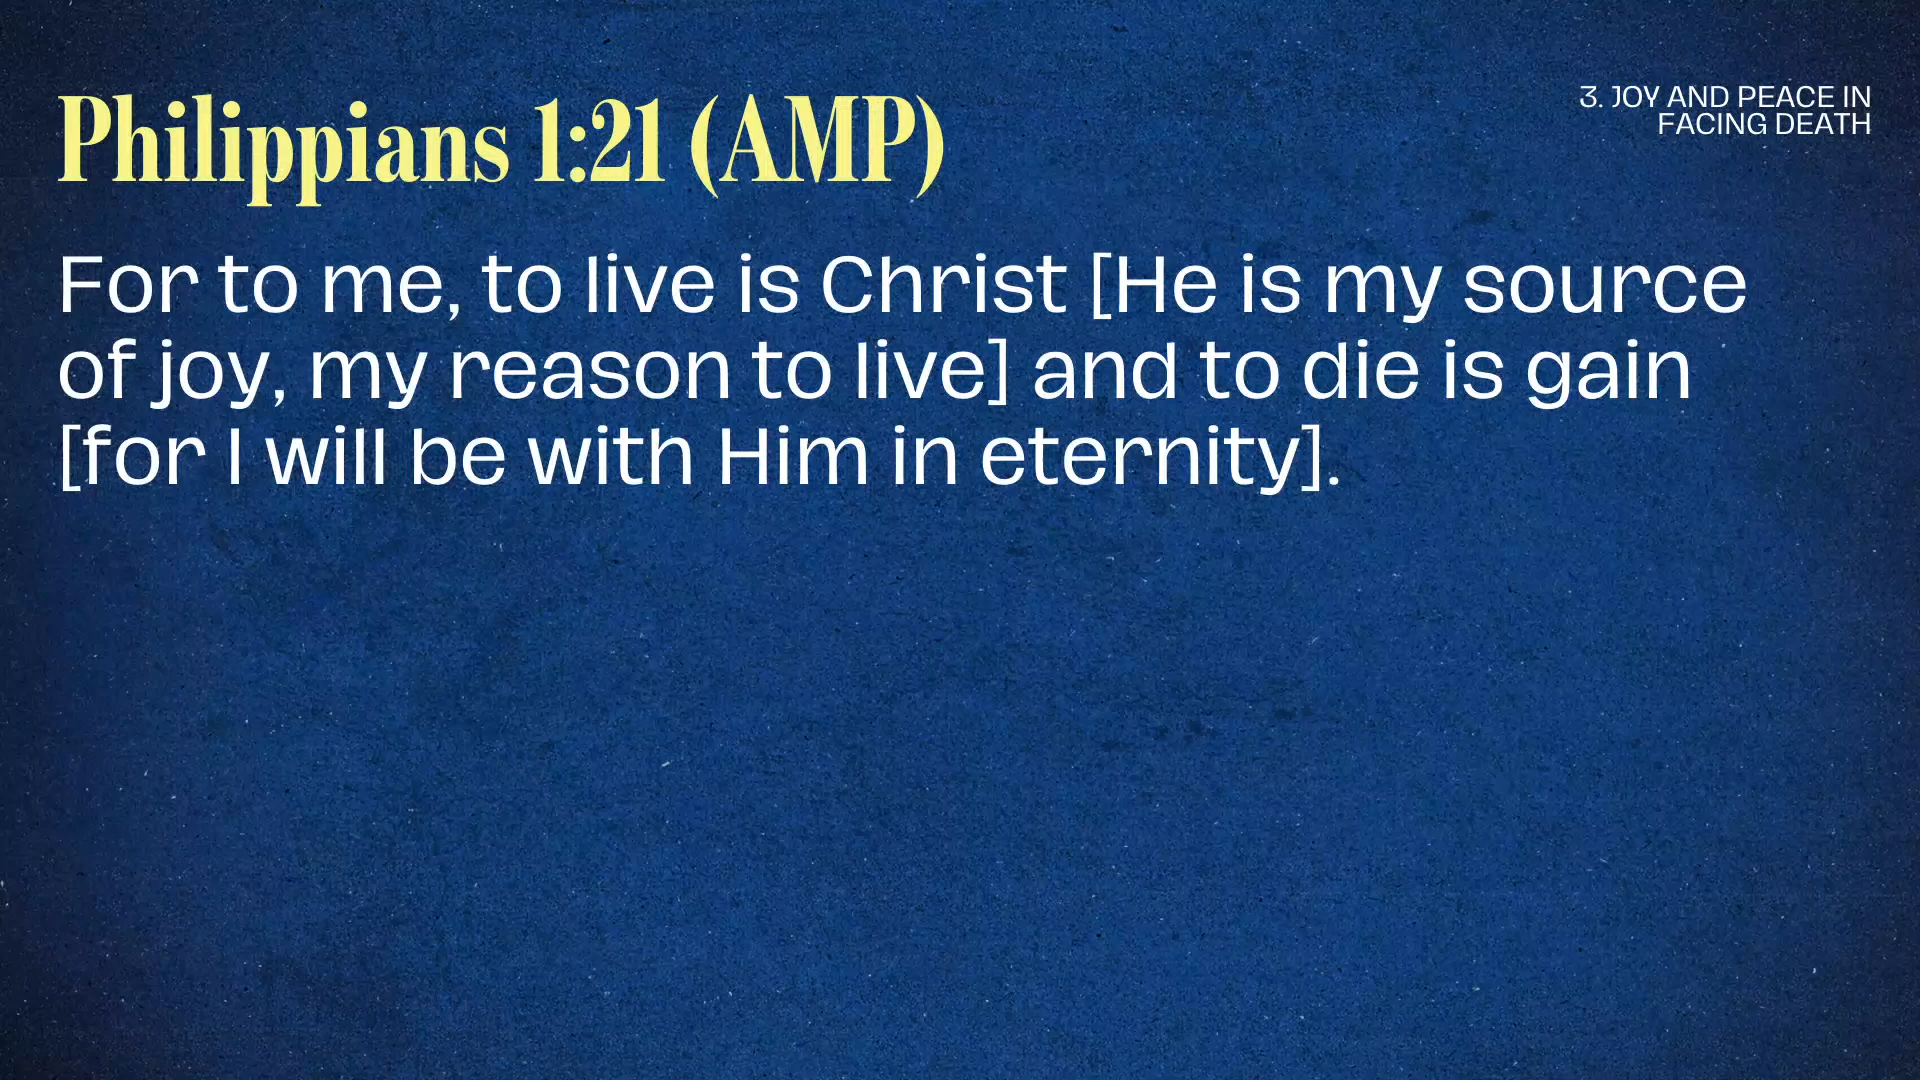 Philippians 1:21 (AMP)
3. JOY AND PEACE IN
FACING DEATH
For to me, to live is Christ [He is my source
of joy, my reason to live] and to die is gain
[for I will be with Him in eternity].